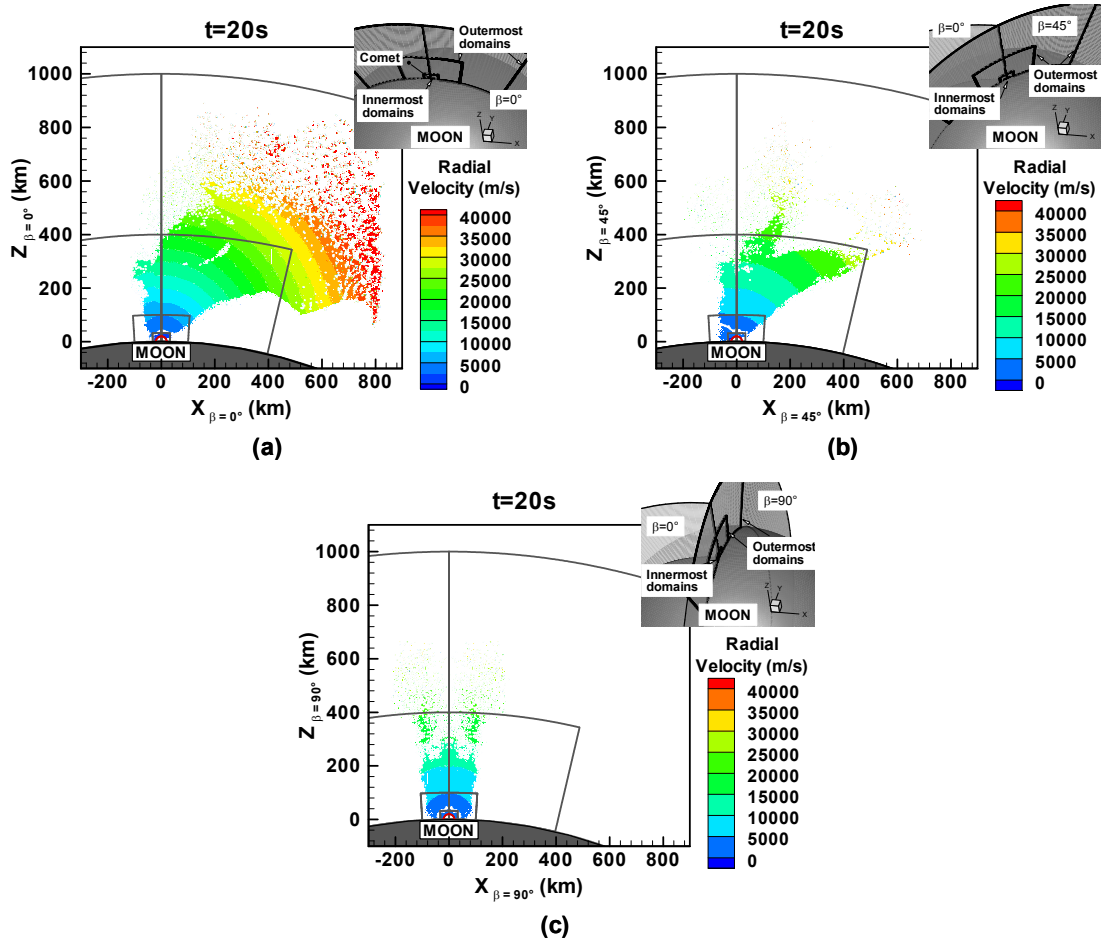 t=20s
Comet
Outermost
domains
Innermost
domains
β=0°
MOON
Z
Y
X
Radial
Velocity (m/s)
40000
35000
30000
25000
20000
15000
10000
5000
0
Z β = 0° (km)
1000
800
600
400
200
0
MOON
-200 0 200 400 600 800
X β = 0° (km)
(a)
t=20s
β=0°
β=45°
Outermost
domains
Innermost
domains
MOON
Z
Y
X
Radial
Velocity (m/s)
40000
35000
30000
25000
20000
15000
10000
5000
0
Z β = 45° (km)
1000
800
600
400
200
0
MOON
-200 0 200 400 600 800
X β = 45° (km)
(b)
t=20s
β=90°
β=0°
Outermost
domains
Innermost
domains
MOON
Z
Y
X
Radial
Velocity (m/s)
40000
35000
30000
25000
20000
15000
10000
5000
0
Z β = 90° (km)
1000
800
600
400
200
0
MOON
-200 0 200 400 600 800
X β = 90° (km)
(c)